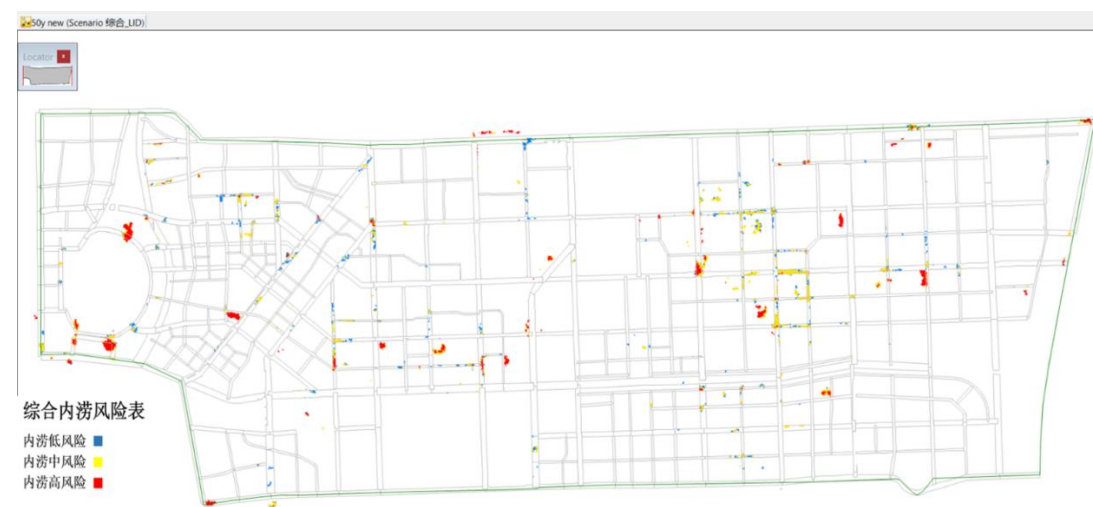 50y new (Scenario 综合_LID)
Locator
综合内涝风险表
内涝低风险
内涝中风险
内涝高风险